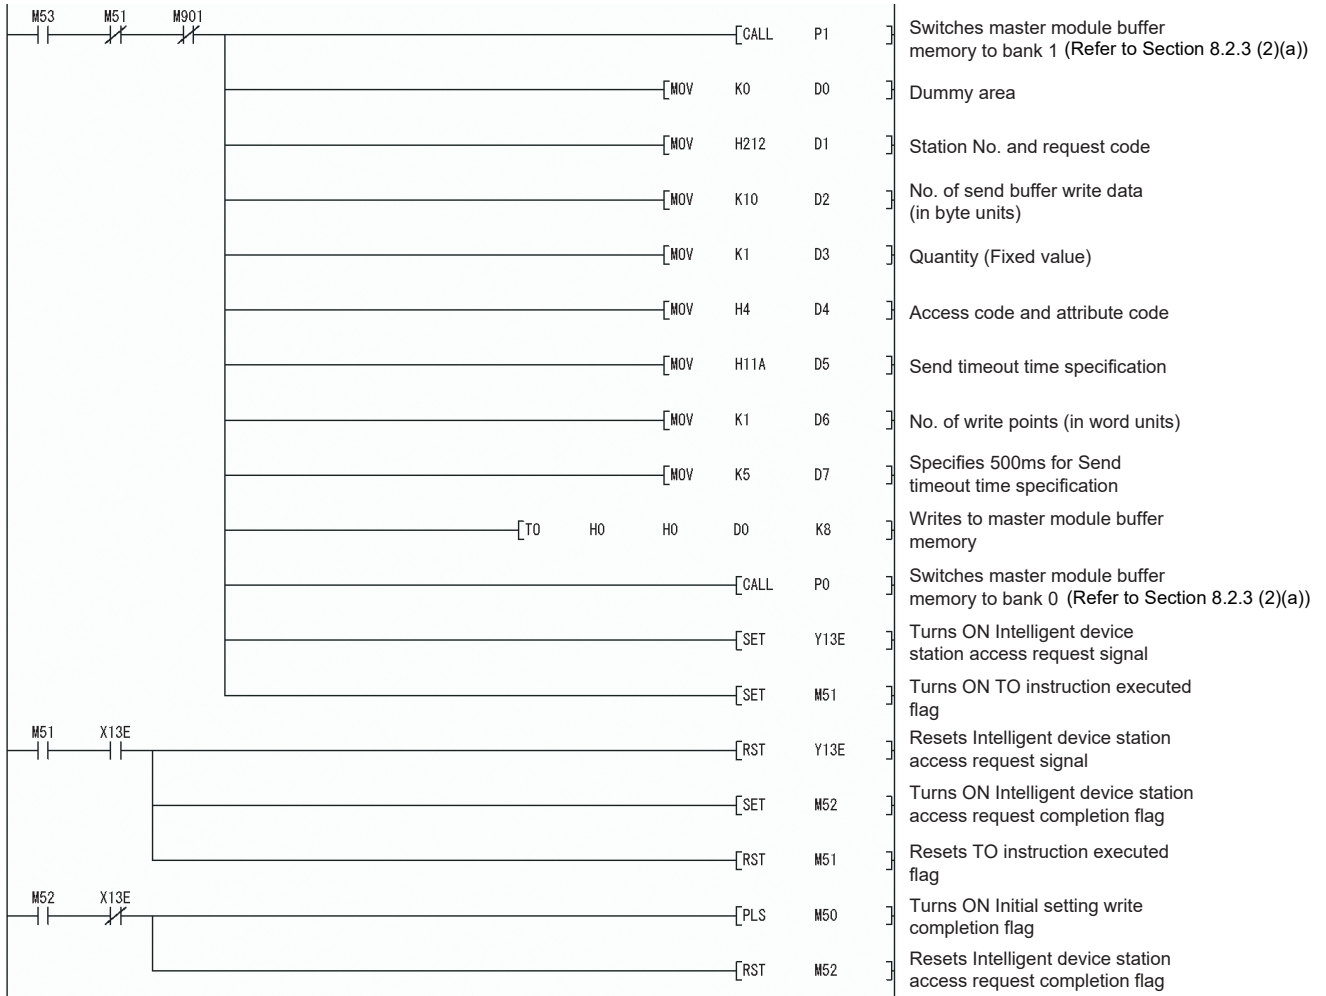 M53 M51 M901
CALL P1 Switches master module buffer
memory to bank 1 (Refer to Section 8.2.3 (2)(a))
MOV K0 D0 Dummy area
MOV H212 D1 Station No. and request code
MOV K10 D2 No. of send buffer write data
(in byte units)
MOV K1 D3 Quantity (Fixed value)
MOV H4 D4 Access code and attribute code
MOV H11A D5 Send timeout time specification
MOV K1 D6 No. of write points (in word units)
MOV K5 D7 Specifies 500ms for Send
timeout time specification
TO H0 H0 D0 K8 Writes to master module buffer
memory
CALL P0 Switches master module buffer
memory to bank 0 (Refer to Section 8.2.3 (2)(a))
SET Y13E Turns ON Intelligent device
station access request signal
SET M51 Turns ON TO instruction executed
flag
M51 X13E
RST Y13E Resets Intelligent device station
access request signal
SET M52 Turns ON Intelligent device station
access request completion flag
RST M51 Resets TO instruction executed
flag
M52 X13E
PLS M50 Turns ON Initial setting write
completion flag
RST M52 Resets Intelligent device station
access request completion flag